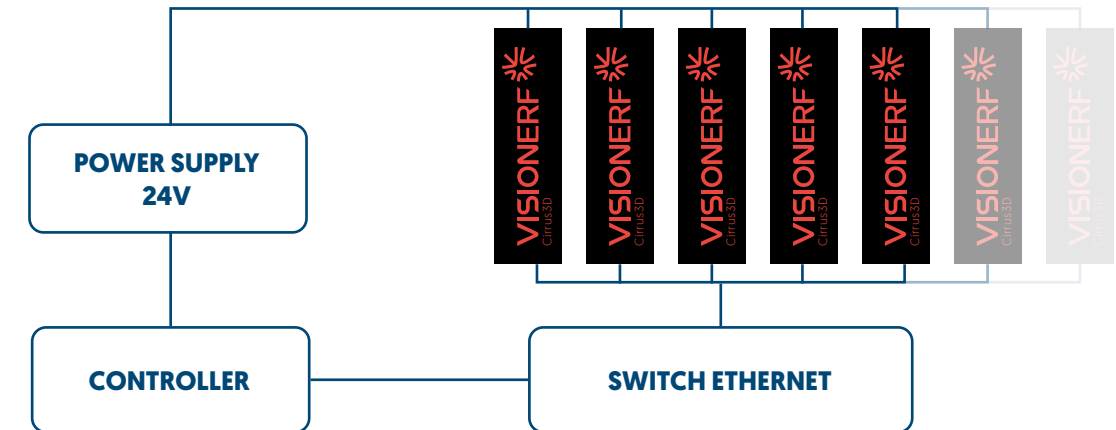 VISIONERF
Cirrus3D
VISIONERF
Cirrus3D
VISIONERF
Cirrus3D
VISIONERF
Cirrus3D
VISIONERF
Cirrus3D
VISIONERF
Cirrus3D
VISIONERF
Cirrus3D
POWER SUPPLY
24V
CONTROLLER
SWITCH ETHERNET